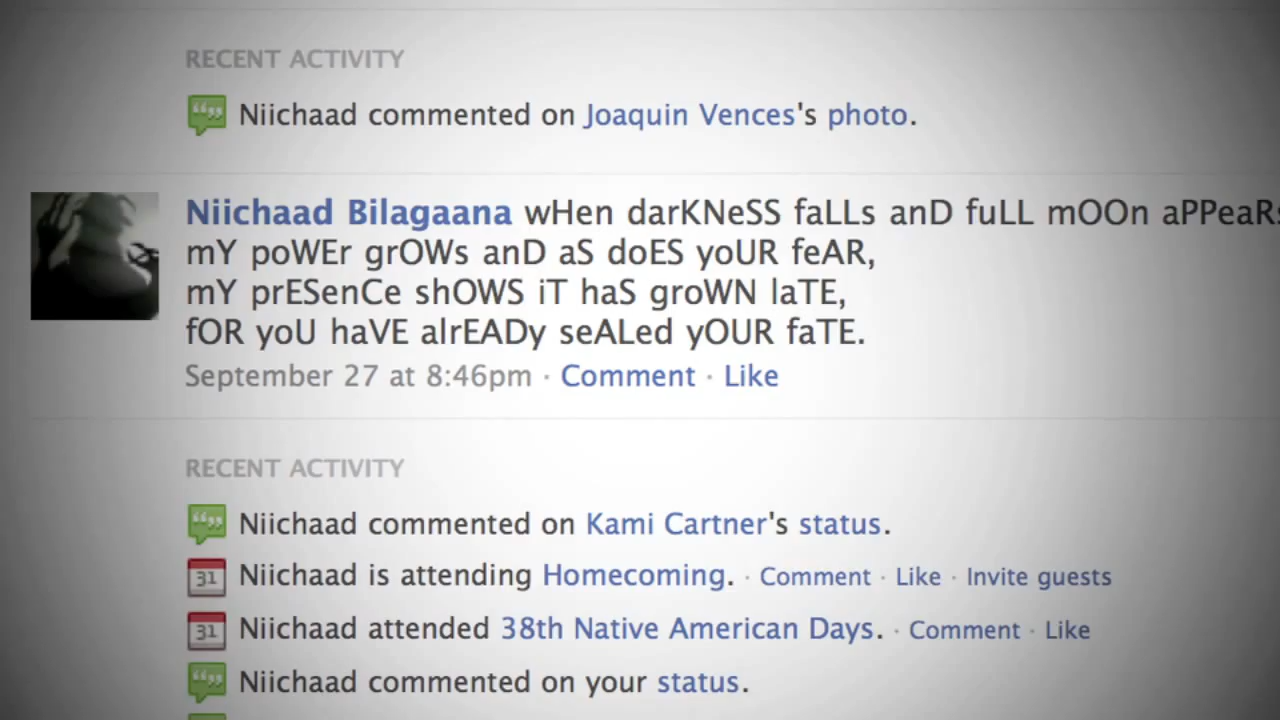 RECENT ACTIVITY
Niichaad commented on Joaquin Vences's photo.
Niichaad Bilagaana wHen darKNeSS faLLs anD fuLL mOOn aPPeaRs
mY poWEr grOWs anD aS doES yoUR feAR,
mY prESenCe shOWS iT haS groWN laTE,
fOR yoU haVE alrEADy seALed yOUR faTE.
September 27 at 8:46pm · Comment · Like
RECENT ACTIVITY
Niichaad commented on Kami Cartner's status.
31 Niichaad is attending Homecoming. · Comment · Like · Invite guests
31 Niichaad attended 38th Native American Days. · Comment · Like
Niichaad commented on your status.